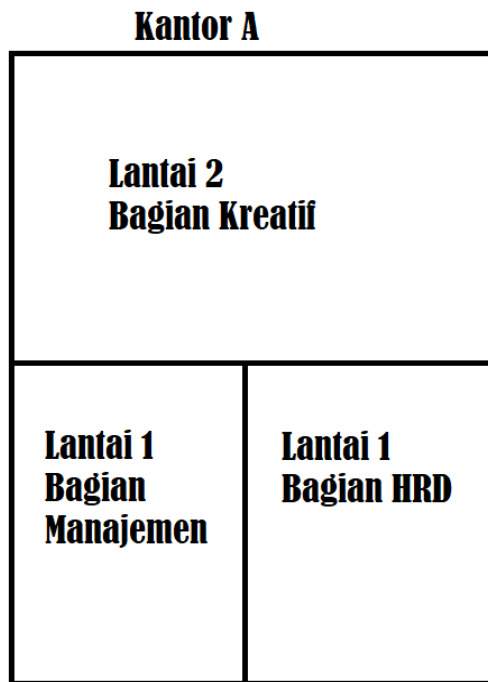 Kantor A
Lantai 2
Bagian Kreatif
Lantai 1
Bagian
Manajemen
Lantai 1
Bagian HRD